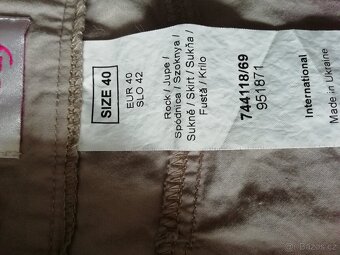 SIZE 40
EUR 40
SLO 42
Rock / Jupe /
Spódnica / Szoknya /
Sukně / Skirt / Sukňa /
Fustă / Krilo
744118/69
951871
International
Made in Ukraine